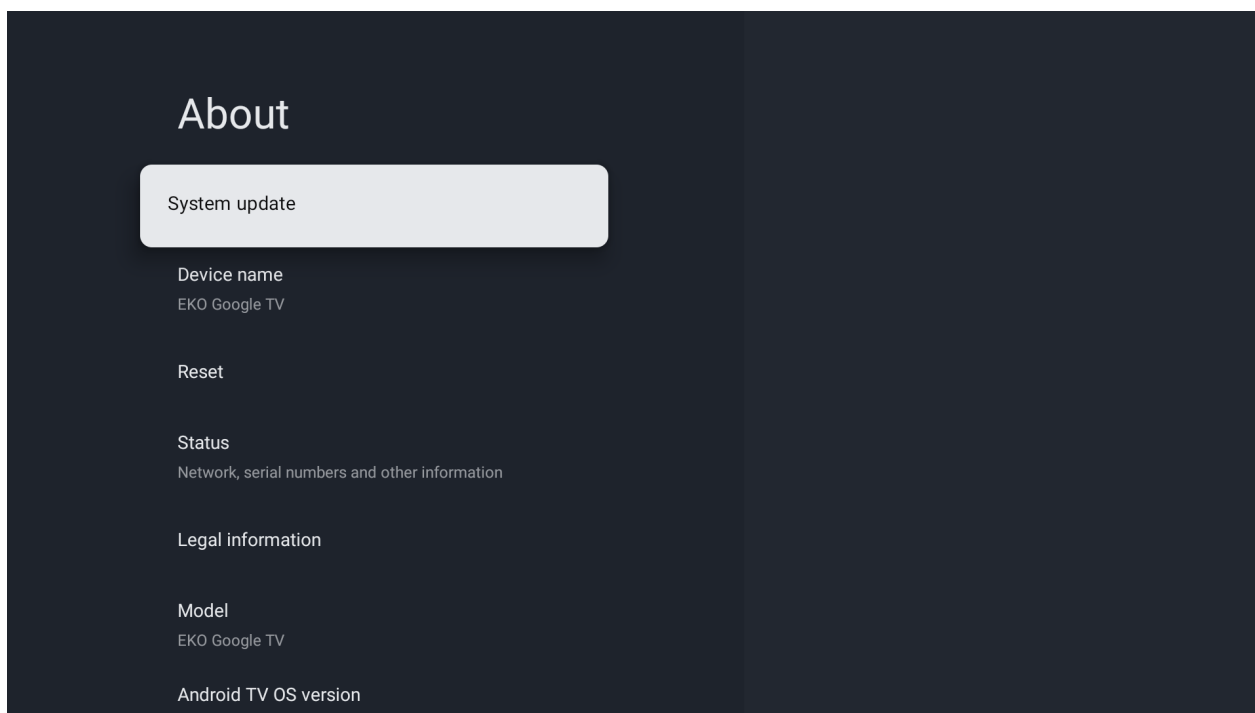 About
System update
Device name
EKO Google TV
Reset
Status
Network, serial numbers and other information
Legal information
Model
EKO Google TV
Android TV OS version